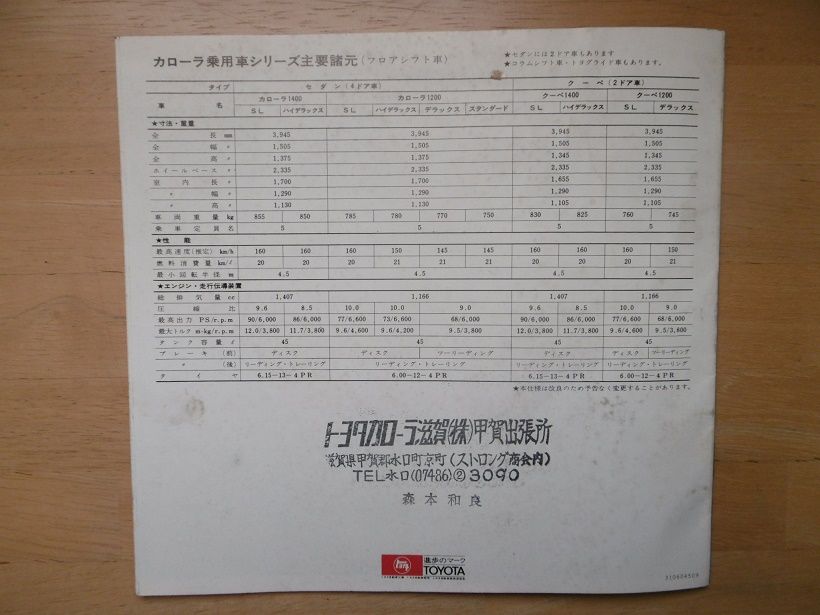 カローラ乗用車シリーズ主要諸元(フロアシフト車)
★セダンには2ドア車もあります
★コラムシフト車・トヨグライド車もあります。
タイプ セダン(4ドア車) クーペ(2ドア車)
車名 カローラ1400 カローラ1200 クーペ1400 クーペ1200
SL ハイデラックス SL ハイデラックス デラックス スタンダード SL ハイデラックス SL デラックス
★寸法・重量
全長 mm 3,945 3,945 3,945 3,945
全幅 〃 1,505 1,505 1,505 1,505
全高 〃 1,375 1,375 1,345 1,345
ホイールベース 〃 2,335 2,335 2,335 2,335
室内長 〃 1,700 1,700 1,655 1,655
〃 幅 〃 1,290 1,290 1,290 1,290
〃 高 〃 1,130 1,130 1,105 1,105
車両重量 kg 855 850 785 780 770 750 830 825 760 745
乗車定員 名 5 5 5 5
★性能
最高速度(推定) km/h 160 160 160 150 145 145 160 160 160 150
燃料消費量 km/ℓ 20 20 20 21 21 21 20 20 20 21
最小回転半径 m 4.5 4.5 4.5 4.5
★エンジン・走行伝導装置
総排気量 cc 1,407 1,166 1,407 1,166
圧縮比 9.6 8.5 10.0 10.0 9.0 9.6 8.5 10.0 9.0
最高出力 PS/r.p.m 90/6,000 86/6,000 77/6,600 73/6,600 68/6,000 90/6,000 86/6,000 77/6,600 68/6,000
最大トルク m-kg/r.p.m 12.0/3,800 11.7/3,800 9.6/4,600 9.6/4,200 9.5/3,800 12.0/3,800 11.7/3,800 9.6/4,600 9.5/3,800
タンク容量 ℓ 45 45 45 45
ブレーキ(前) ディスク ディスク ツーリーディング ディスク ディスク ツーリーディング
〃 (後) リーディング・トレーリング リーディング・トレーリング リーディング・トレーリング リーディング・トレーリング
タイヤ 6.15-13-4PR 6.00-12-4PR 6.15-13-4PR 6.00-12-4PR
★本仕様は改良のため予告なく変更することがあります。
トヨタカローラ滋賀(株)甲賀出張所
滋賀県甲賀郡水口町京町(ストロング商会内)
TEL水口(07486)②3090
森本和良
進歩のマーク
TOYOTA
310604509